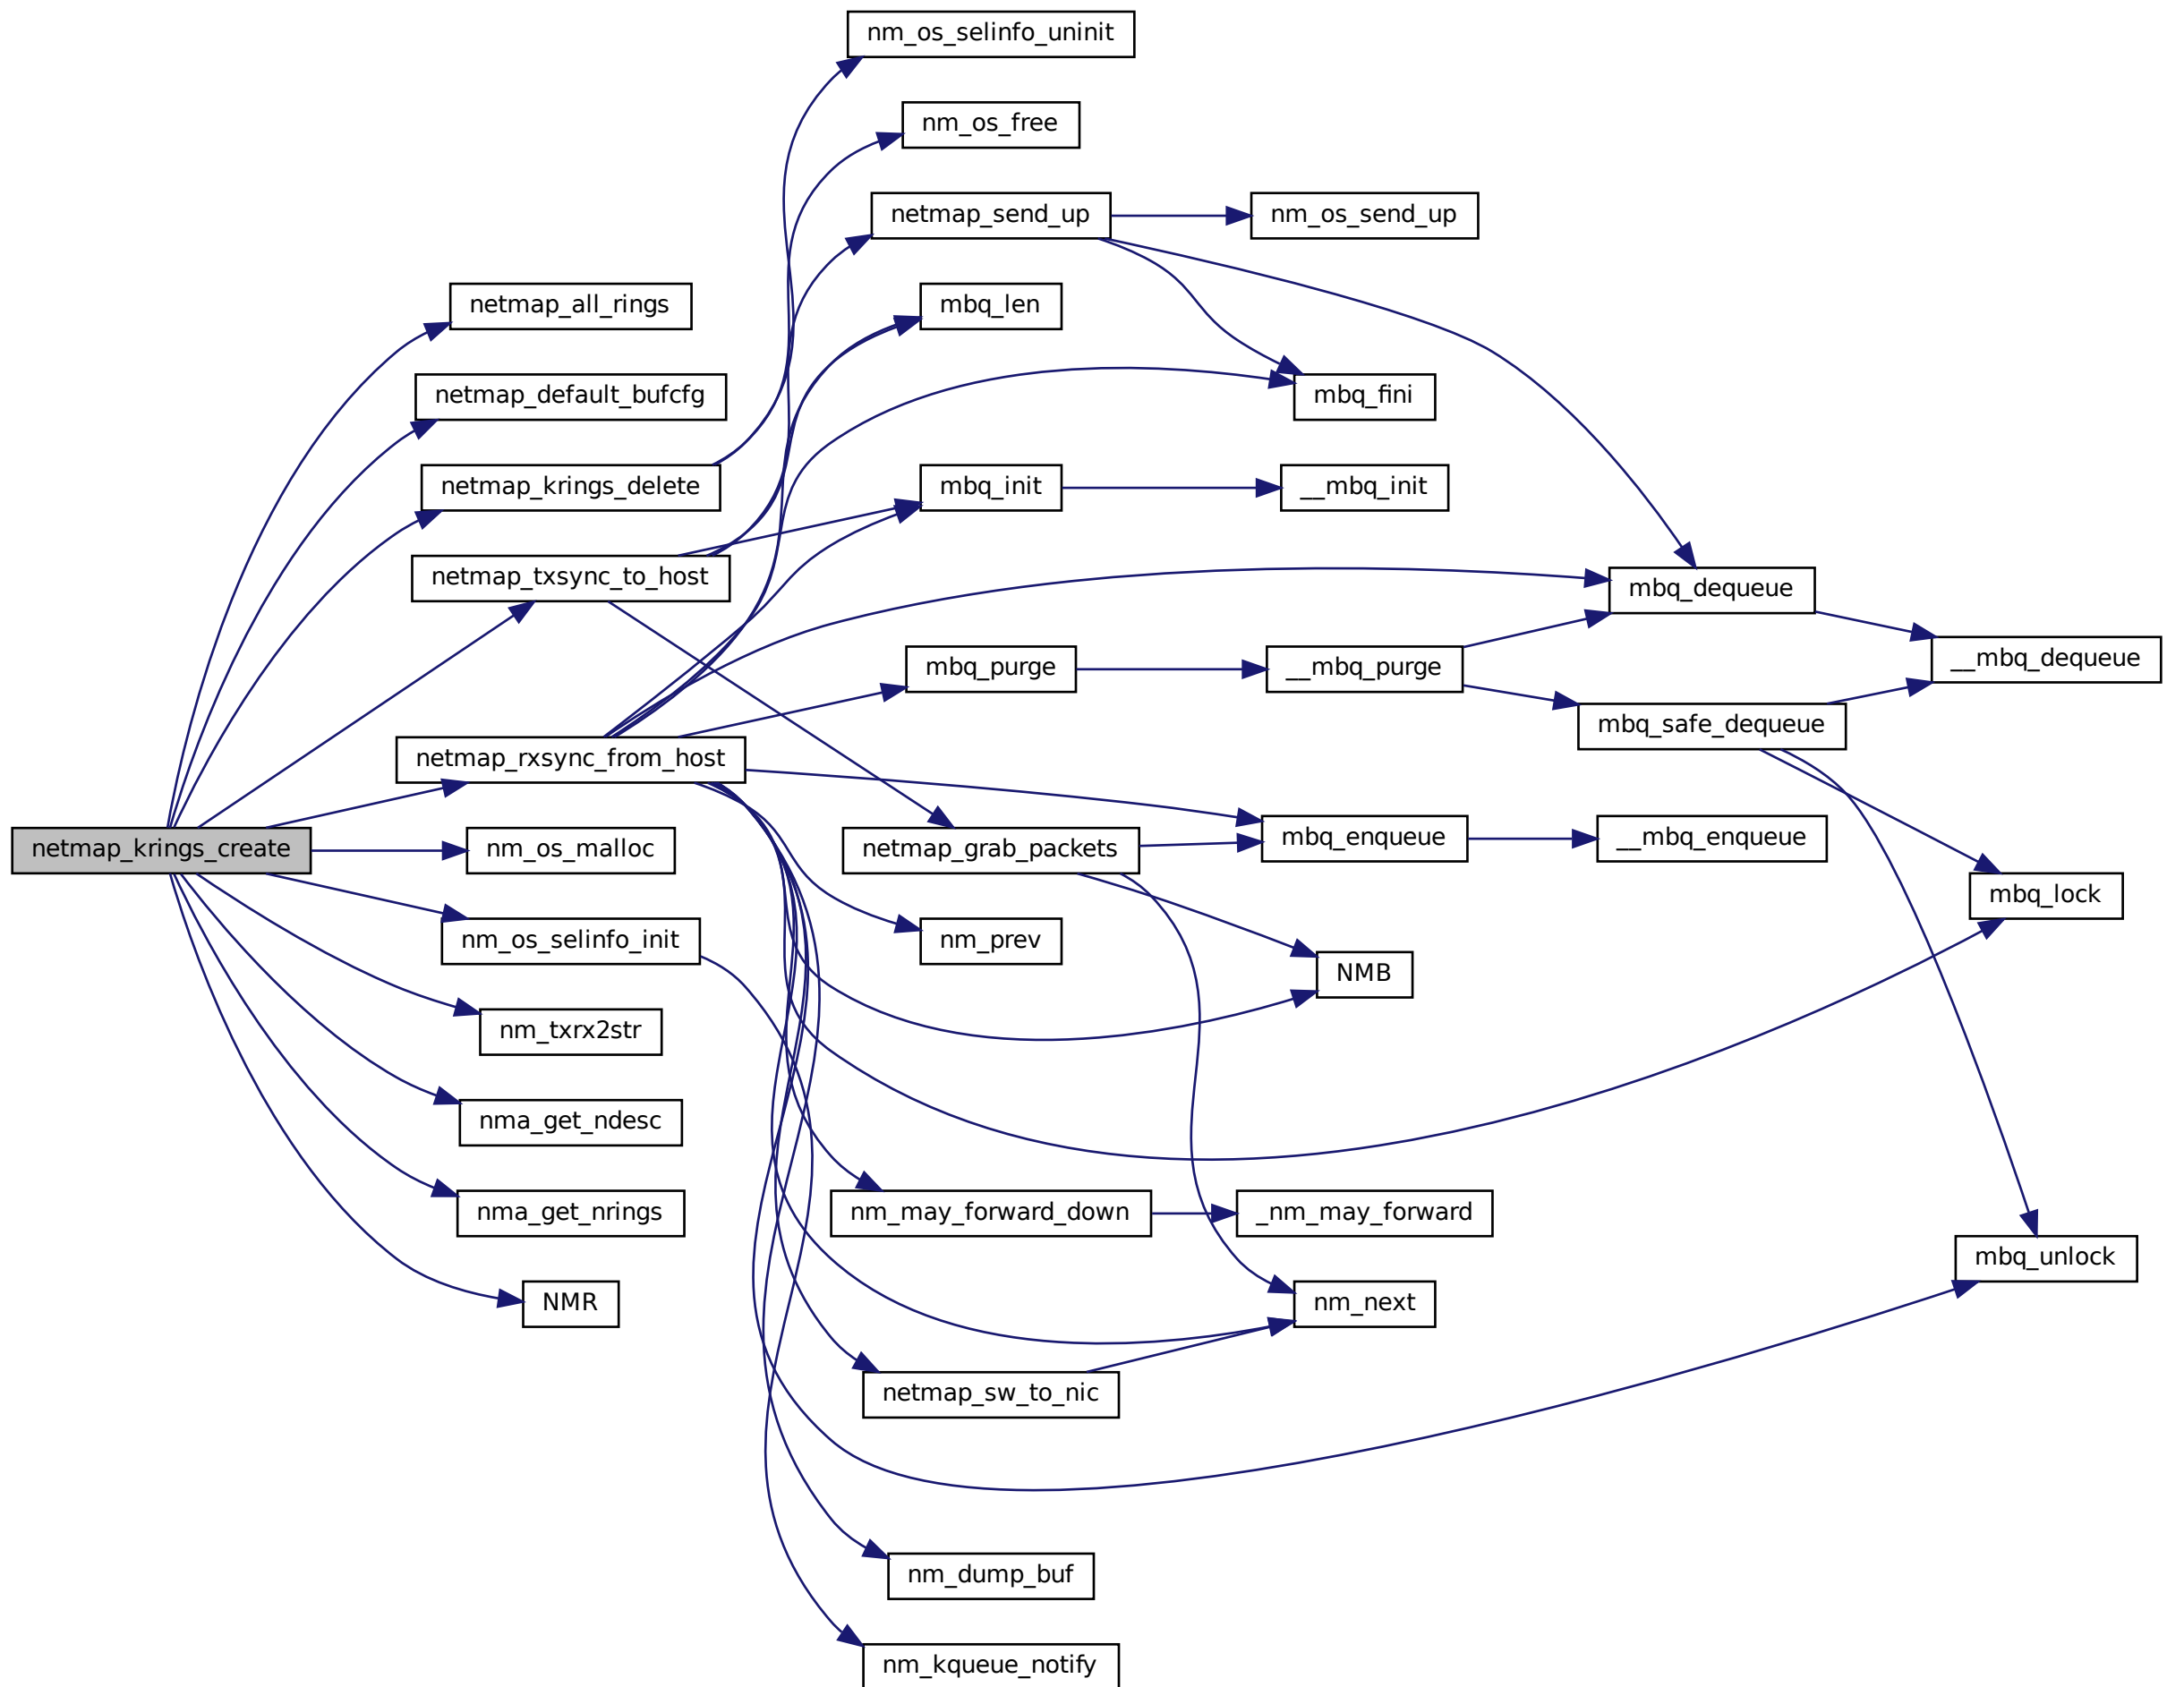 nm_os_selinfo_uninit
nm_os_free
netmap_send_up
nm_os_send_up
netmap_all_rings
mbq_len
netmap_default_bufcfg
mbq_fini
netmap_krings_delete
mbq_init
__mbq_init
netmap_txsync_to_host
mbq_dequeue
mbq_purge
__mbq_purge
__mbq_dequeue
mbq_safe_dequeue
netmap_rxsync_from_host
netmap_krings_create
nm_os_malloc
netmap_grab_packets
mbq_enqueue
__mbq_enqueue
mbq_lock
nm_os_selinfo_init
nm_prev
NMB
nm_txrx2str
nma_get_ndesc
nma_get_nrings
nm_may_forward_down
_nm_may_forward
mbq_unlock
NMR
nm_next
netmap_sw_to_nic
nm_dump_buf
nm_kqueue_notify